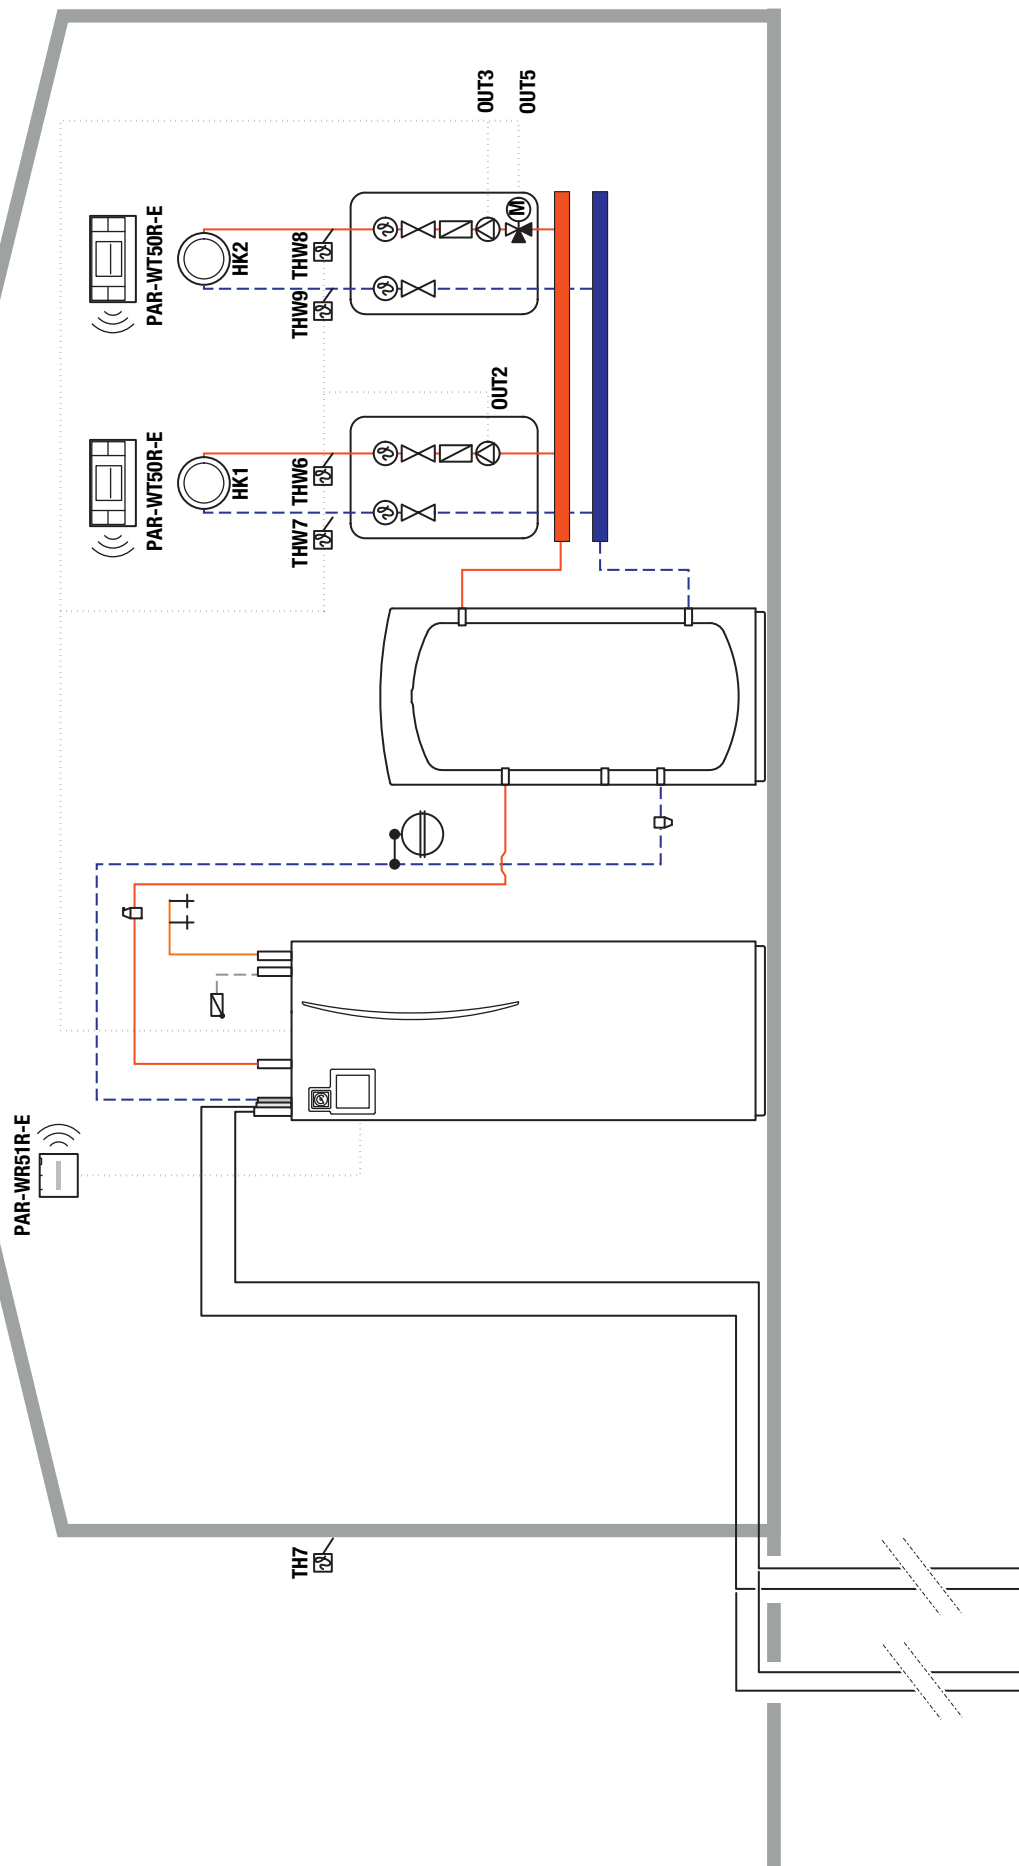 PAR-WR51R-E
TH7
PAR-WT50R-E
HK1
THW6
THW7
OUT2
PAR-WT50R-E
HK2
THW8
THW9
OUT3
OUT5
M